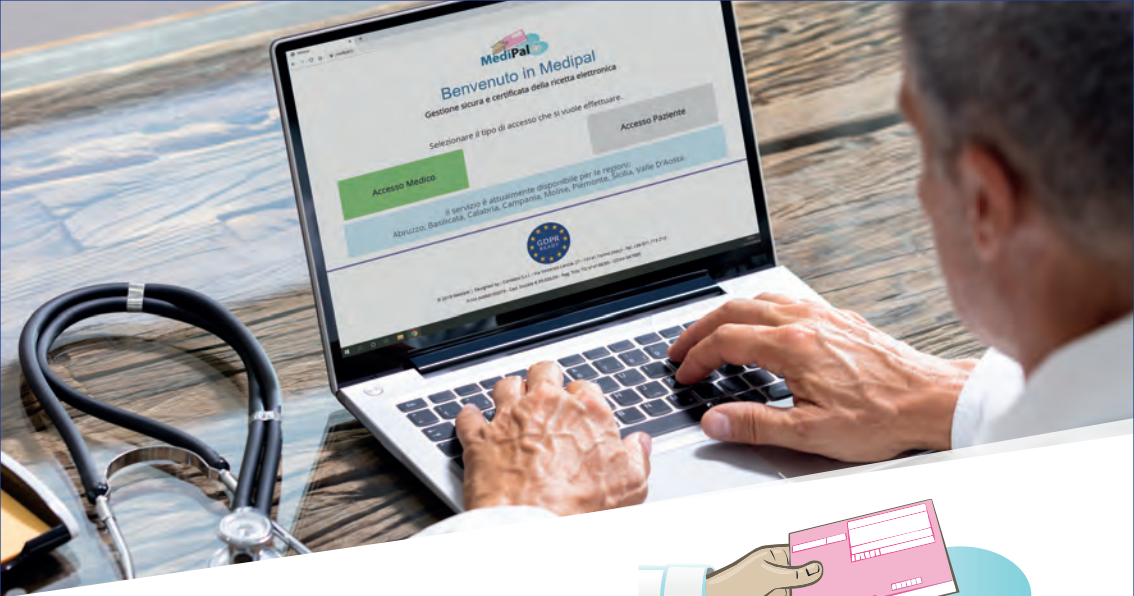 MediPal
Benvenuto in Medipal
Gestione sicura e certificata della ricetta elettronica
Selezionare il tipo di accesso che si vuole effettuare.
Accesso Medico
Accesso Paziente
Il servizio è attualmente disponibile per le regioni:
Abruzzo, Basilicata, Calabria, Campania, Molise, Piemonte, Sicilia, Valle D'Aosta.
GDPR
READY